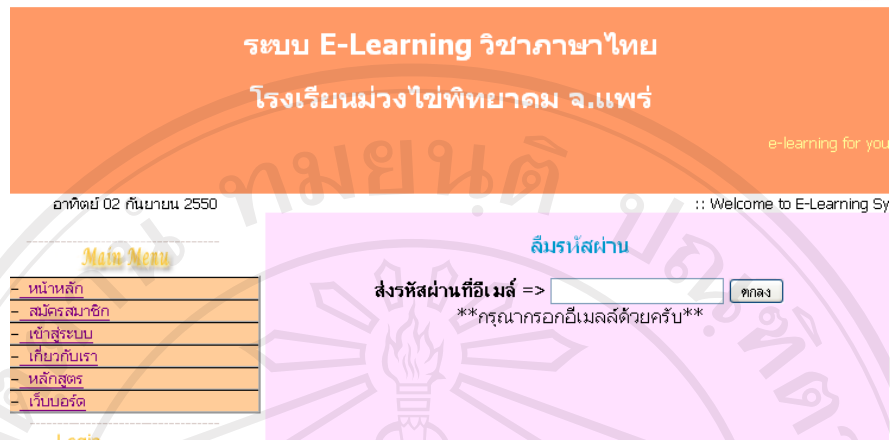 ระบบ E-Learning วิชาภาษาไทย
โรงเรียนม่วงไข่พิทยาคม จ.แพร่
e-learning for you
อาทิตย์ 02 กันยายน 2550
:: Welcome to E-Learning Sy
Main Menu
– หน้าหลัก
– สมัครสมาชิก
– เข้าสู่ระบบ
– เกี่ยวกับเรา
– หลักสูตร
– เว็บบอร์ด
ลืมรหัสผ่าน
ส่งรหัสผ่านที่อีเมล์ => ตกลง
**กรุณากรอกอีเมลล์ด้วยครับ**
Login